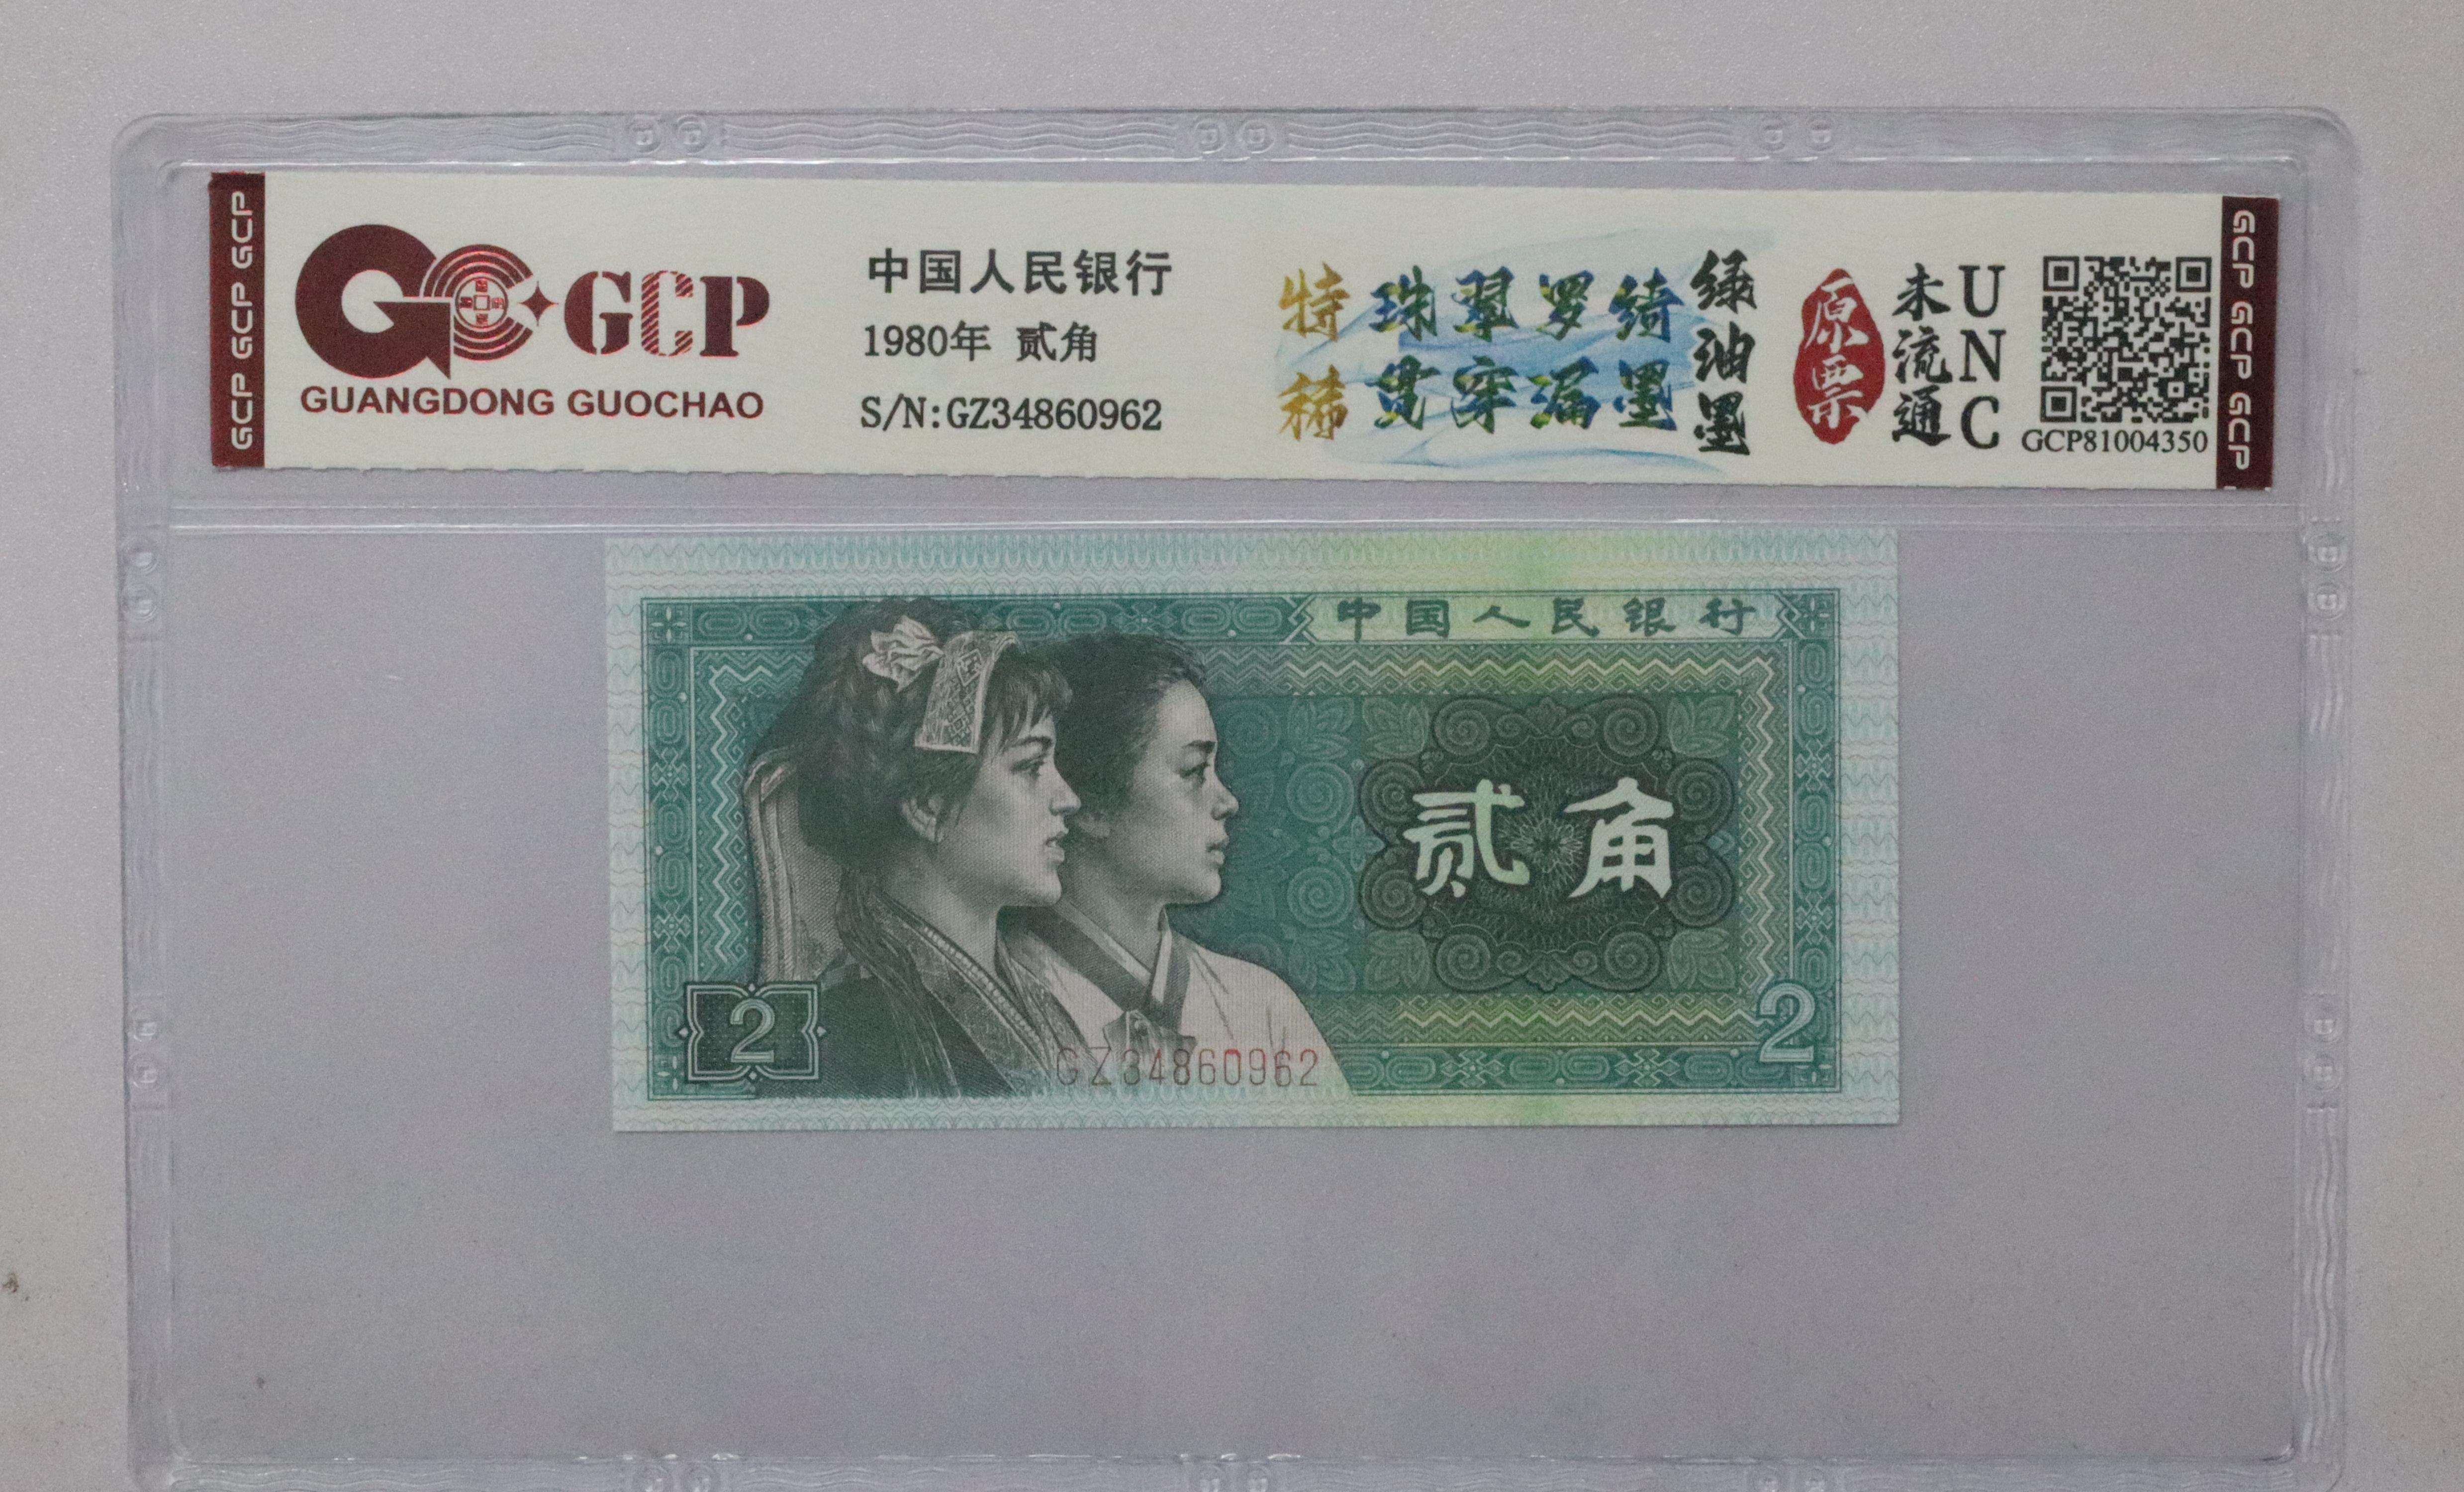 GCP GCP GCP
GCP
GUANGDONG GUOCHAO
中国人民银行
1980年 贰角
S/N:GZ34860962
特稀
珠翠罗绮
贯穿漏墨
绿油墨
原票
未流通
UNC
GCP81004350
GCP GCP GCP
中国人民银行
贰角
2
2
GZ34860962